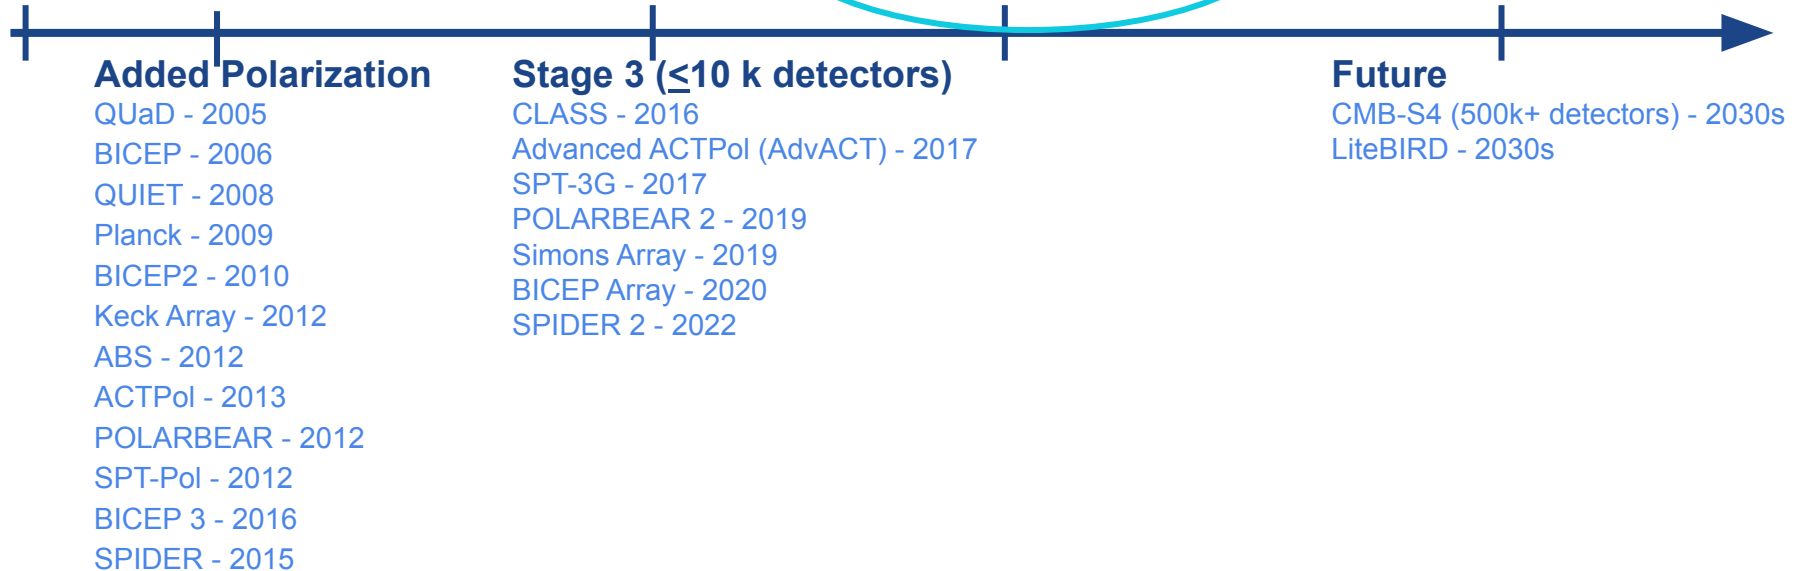 Added Polarization
QUaD - 2005
BICEP - 2006
QUIET - 2008
Planck - 2009
BICEP2 - 2010
Keck Array - 2012
ABS - 2012
ACTPol - 2013
POLARBEAR - 2012
SPT-Pol - 2012
BICEP 3 - 2016
SPIDER - 2015
Stage 3 (≤10 k detectors)
CLASS - 2016
Advanced ACTPol (AdvACT) - 2017
SPT-3G - 2017
POLARBEAR 2 - 2019
Simons Array - 2019
BICEP Array - 2020
SPIDER 2 - 2022
Future
CMB-S4 (500k+ detectors) - 2030s
LiteBIRD - 2030s